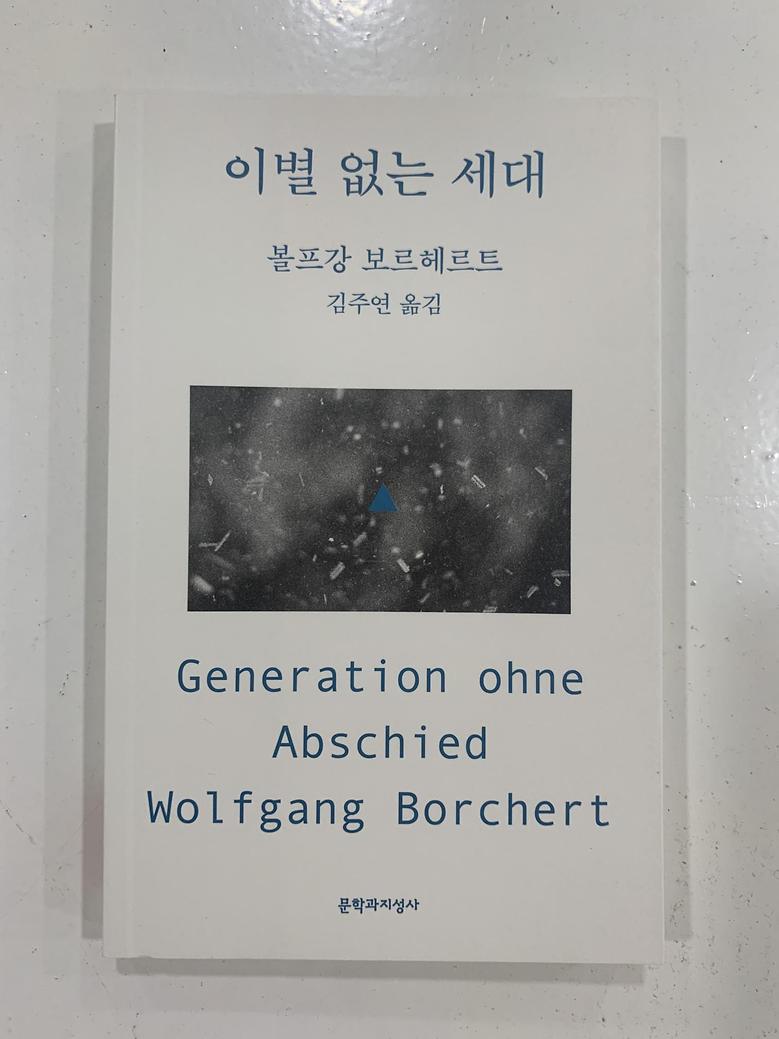 이별 없는 세대
볼프강 보르헤르트
김주연 옮김
Generation ohne
Abschied
Wolfgang Borchert
문학과지성사